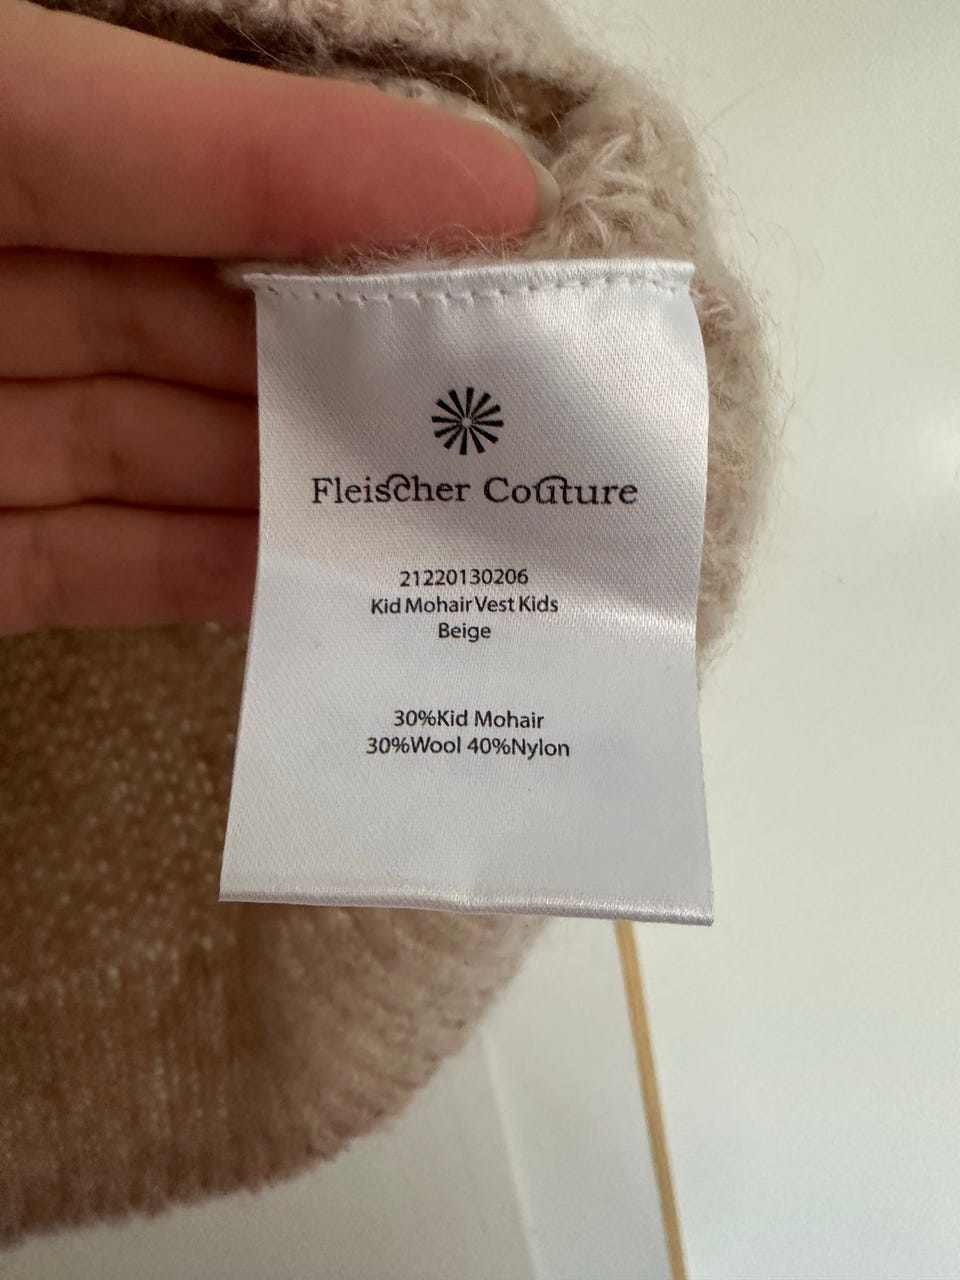 Fleischer Couture
21220130206
Kid Mohair Vest Kids
Beige
30%Kid Mohair
30%Wool 40%Nylon